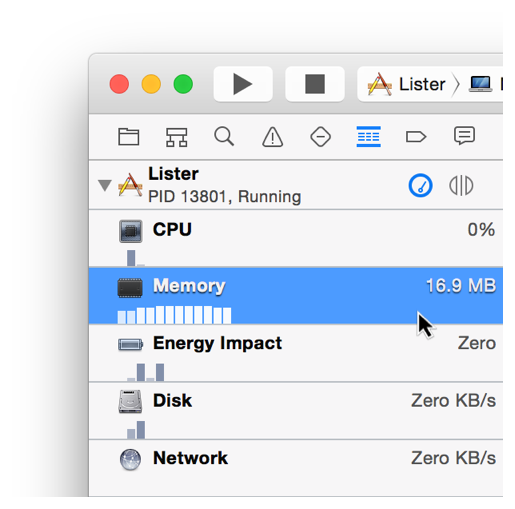 Lister
Lister
PID 13801, Running
CPU 0%
Memory 16.9 MB
Energy Impact Zero
Disk Zero KB/s
Network Zero KB/s